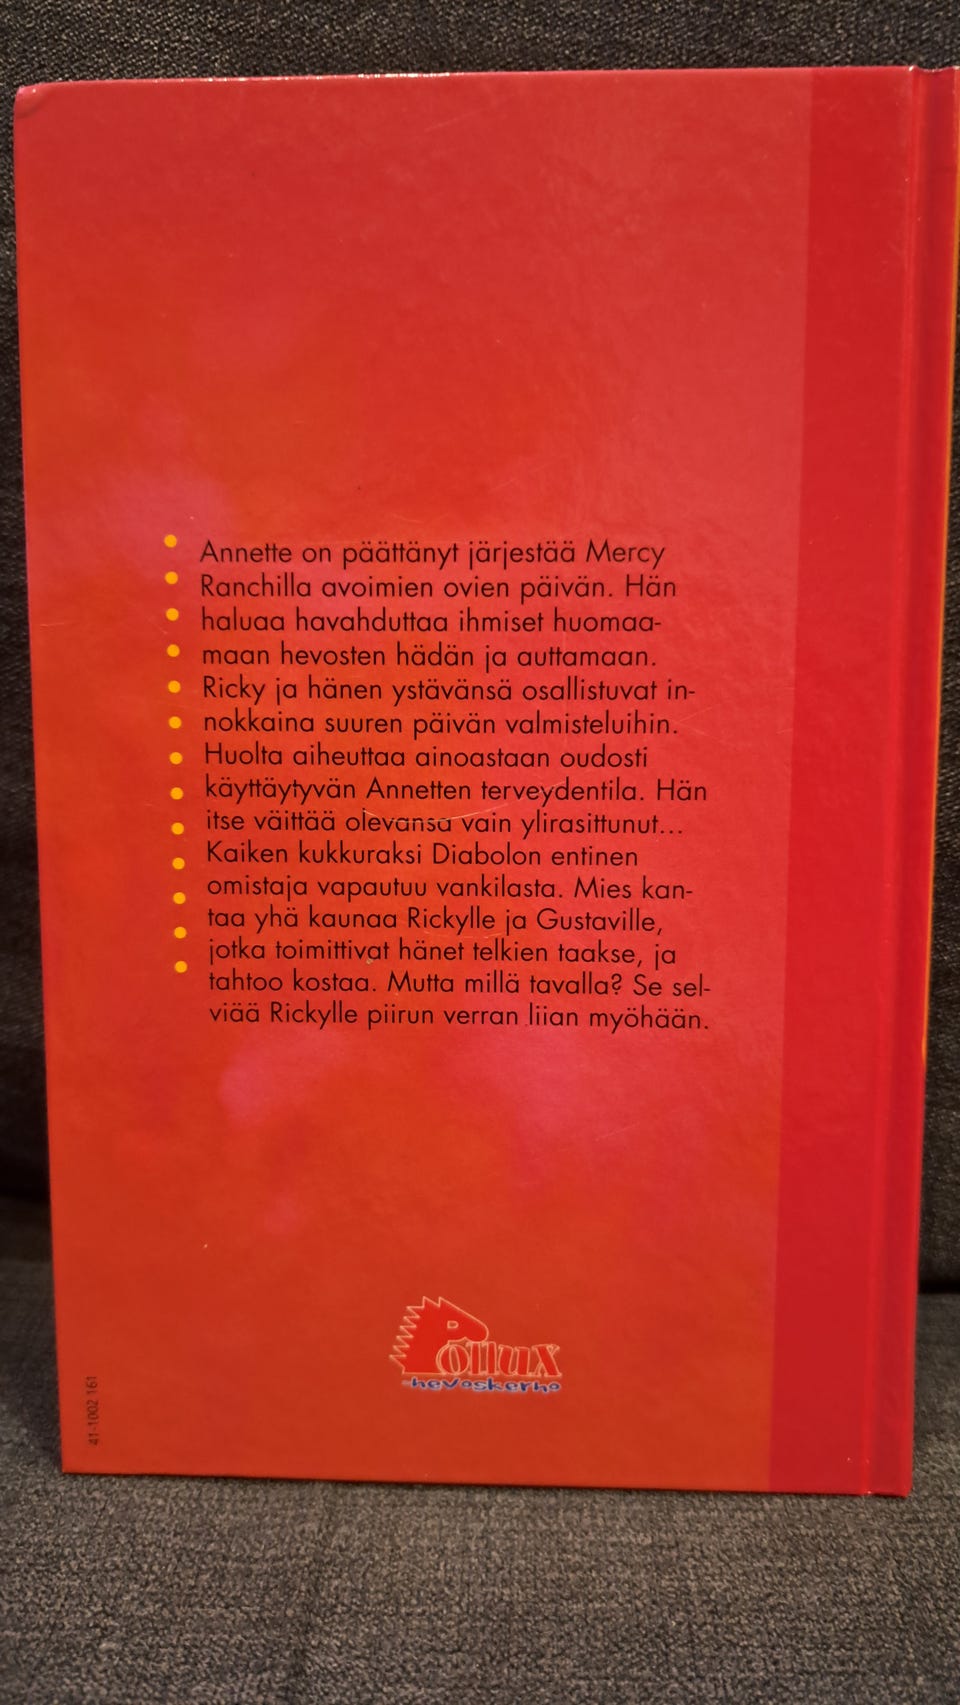 Annette on päättänyt järjestää Mercy
Ranchilla avoimien ovien päivän. Hän
haluaa havahduttaa ihmiset huomaa-
maan hevosten hädän ja auttamaan.
Ricky ja hänen ystävänsä osallistuvat in-
nokkaina suuren päivän valmisteluihin.
Huolta aiheuttaa ainoastaan oudosti
käyttäytyvän Annetten terveydentila. Hän
itse väittää olevansa vain ylirasittunut...
Kaiken kukkuraksi Diabolon entinen
omistaja vapautuu vankilasta. Mies kan-
taa yhä kaunaa Rickylle ja Gustaville,
jotka toimittivat hänet telkien taakse, ja
tahtoo kostaa. Mutta millä tavalla? Se sel-
viää Rickylle piirun verran liian myöhään.
Pollux
hevoskerho
41-1002 161